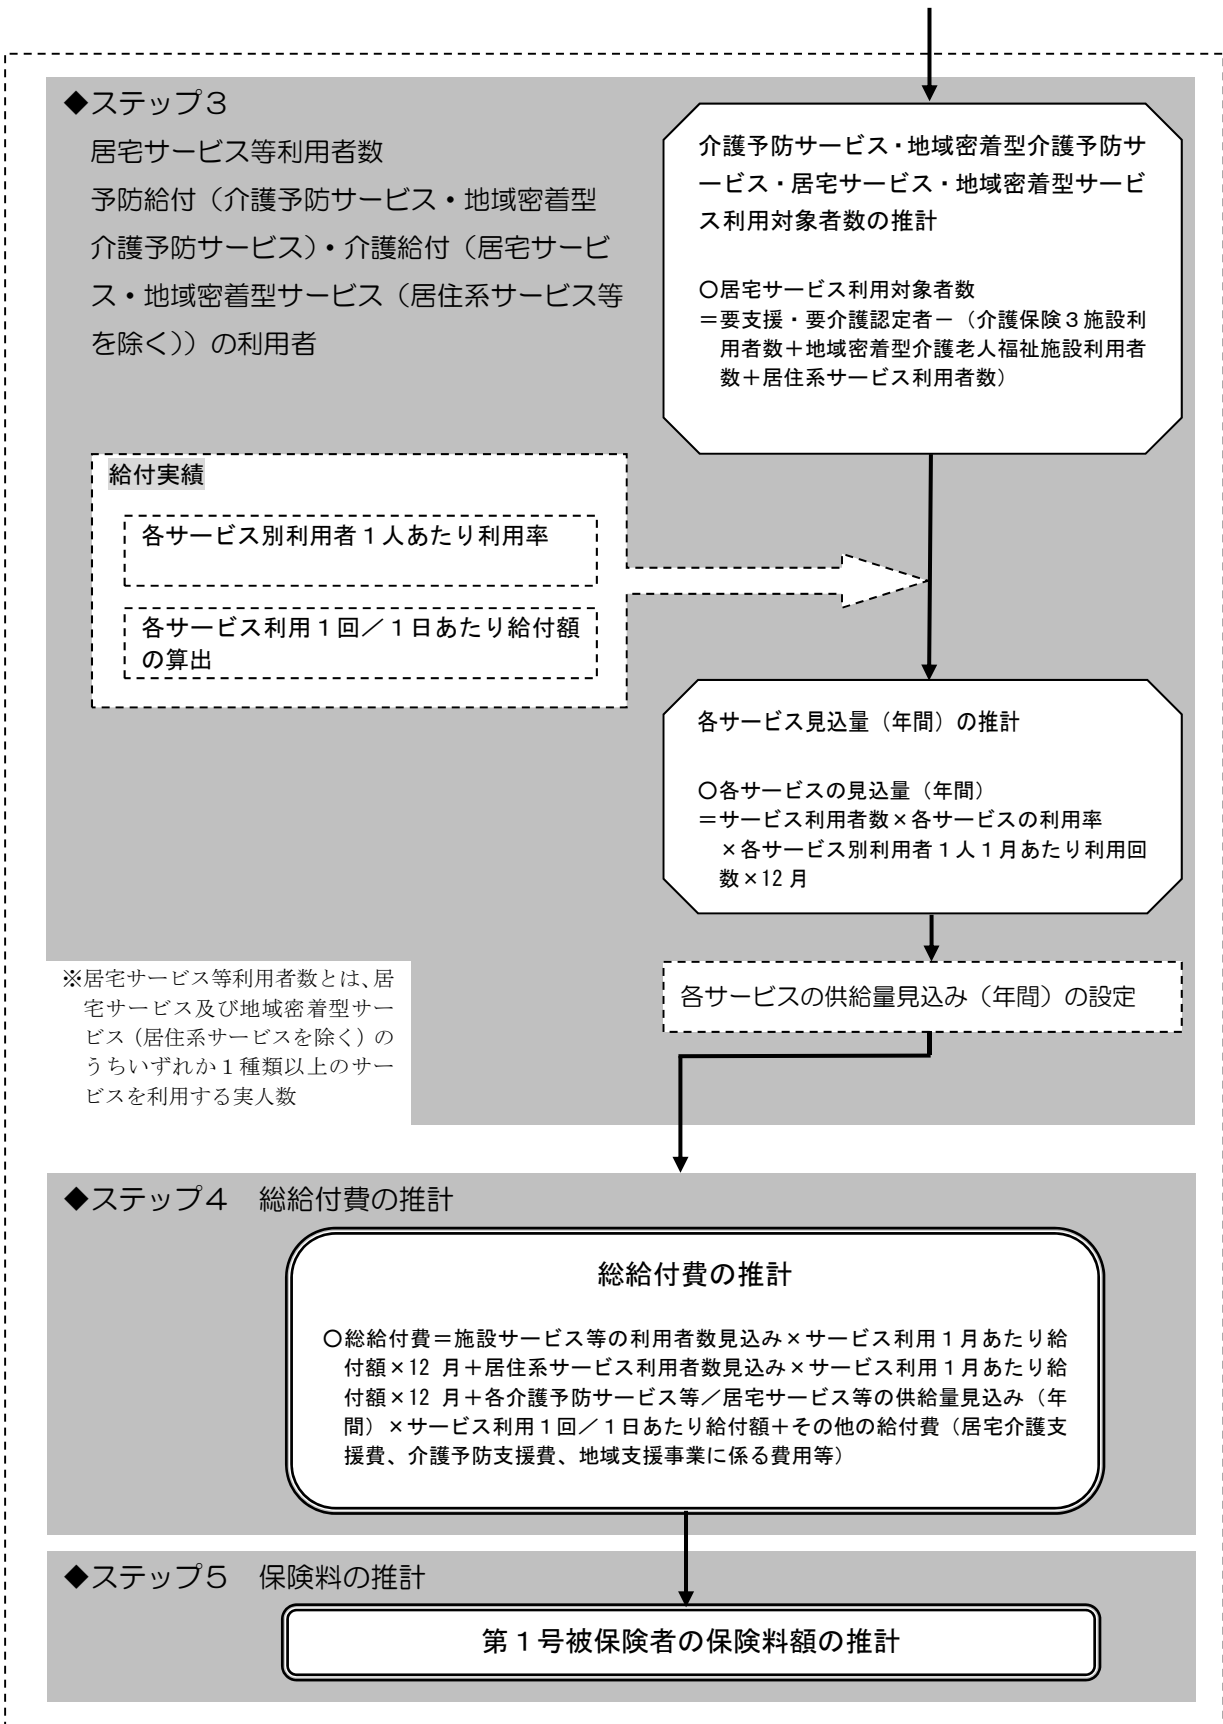 ◆ステップ３
居宅サービス等利用者数
予防給付（介護予防サービス・地域密着型
介護予防サービス）・介護給付（居宅サービ
ス・地域密着型サービス（居住系サービス等
を除く））の利用者
介護予防サービス・地域密着型介護予防サ
ービス・居宅サービス・地域密着型サービ
ス利用対象者数の推計
○居宅サービス利用対象者数
＝要支援・要介護認定者－（介護保険３施設利
用者数＋地域密着型介護老人福祉施設利用者
数＋居住系サービス利用者数）
給付実績
各サービス別利用者１人あたり利用率
各サービス利用１回／１日あたり給付額
の算出
各サービス見込量（年間）の推計
○各サービスの見込量（年間）
＝サービス利用者数×各サービスの利用率
×各サービス別利用者１人１月あたり利用回
数×12 月
※居宅サービス等利用者数とは、居
宅サービス及び地域密着型サー
ビス（居住系サービスを除く）の
うちいずれか１種類以上のサー
ビスを利用する実人数
各サービスの供給量見込み（年間）の設定
◆ステップ４　総給付費の推計
総給付費の推計
○総給付費＝施設サービス等の利用者数見込み×サービス利用１月あたり給
付額×12 月＋居住系サービス利用者数見込み×サービス利用１月あたり給
付額×12 月＋各介護予防サービス等／居宅サービス等の供給量見込み（年
間）×サービス利用１回／１日あたり給付額＋その他の給付費（居宅介護支
援費、介護予防支援費、地域支援事業に係る費用等）
◆ステップ５　保険料の推計
第１号被保険者の保険料額の推計